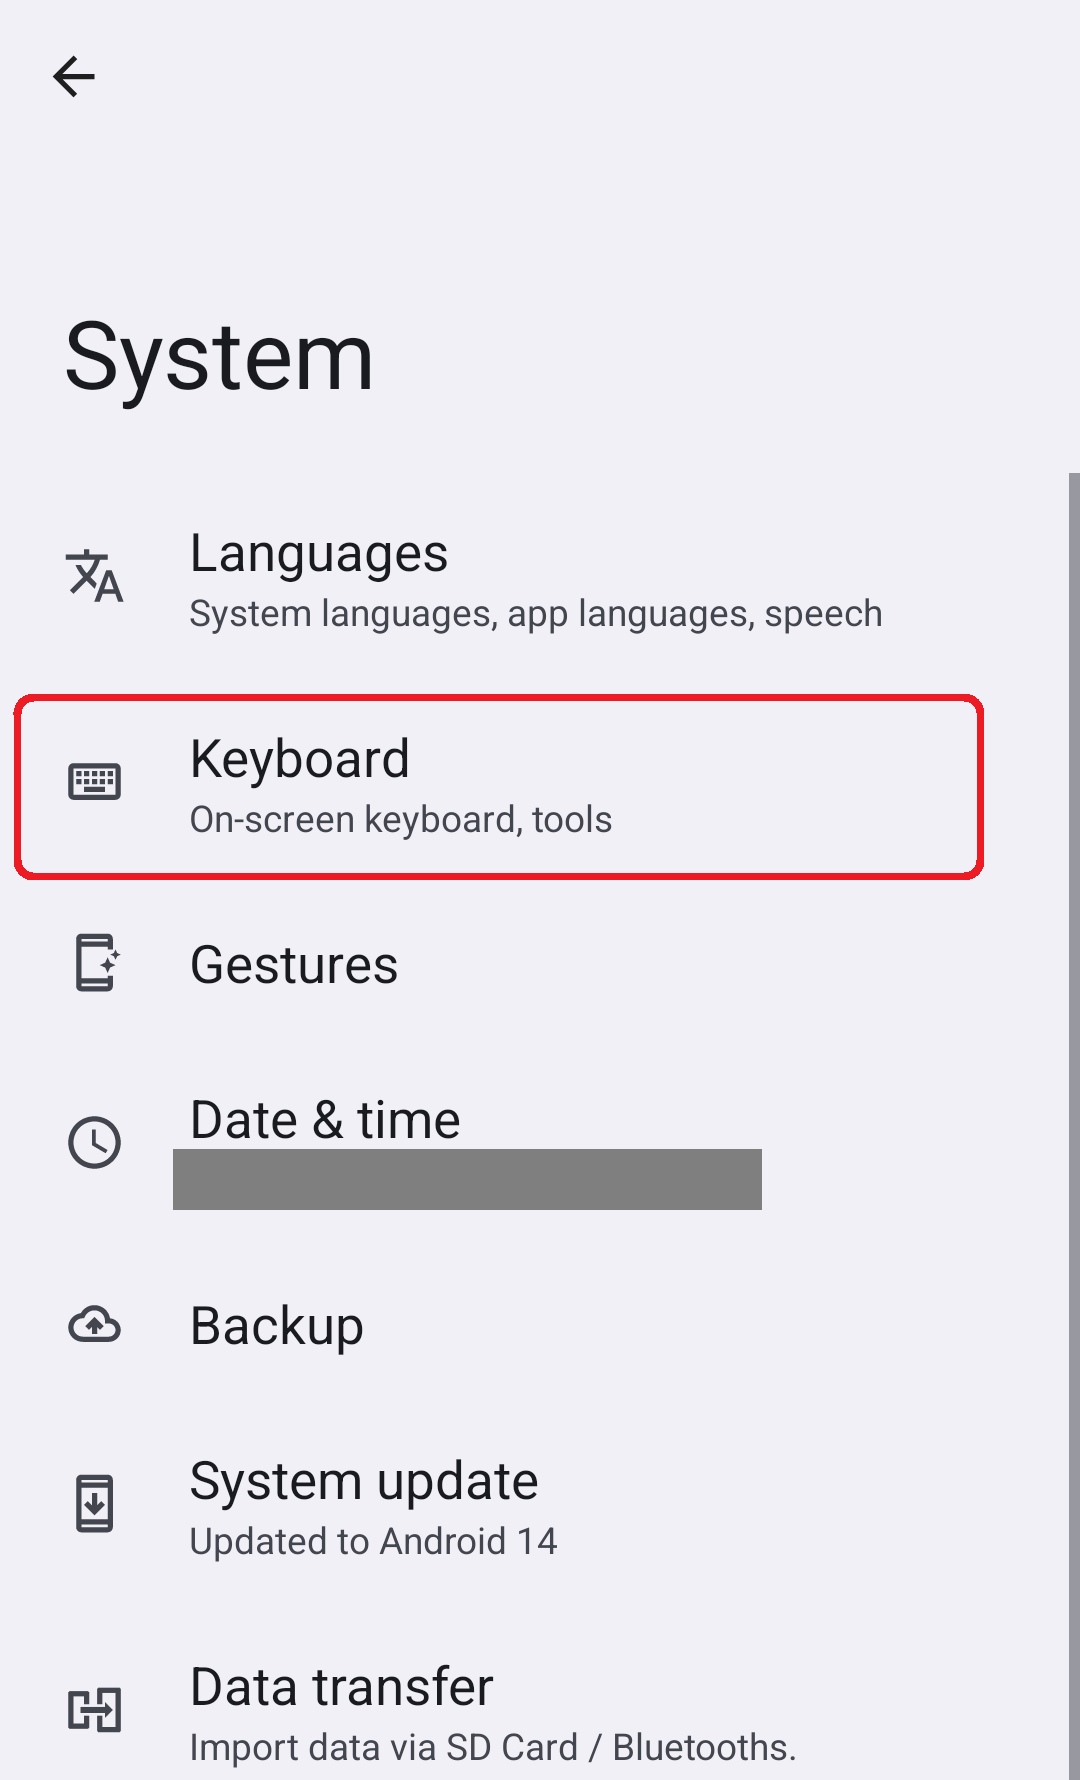 System
Languages
System languages, app languages, speech
Keyboard
On-screen keyboard, tools
Gestures
Date & time
Backup
System update
Updated to Android 14
Data transfer
Import data via SD Card / Bluetooths.